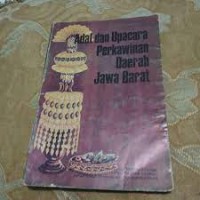 Adat dan Upacara
Perkawinan
Daerah
Jawa Barat